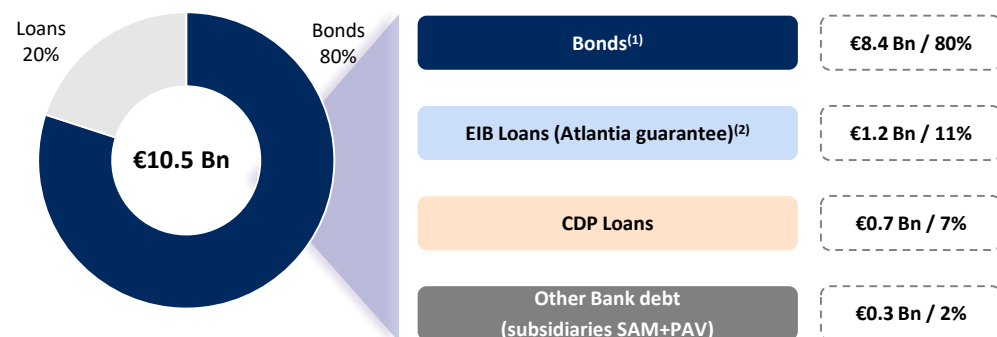 Loans
20%
Bonds
80%
€10.5 Bn
Bonds(1)
€8.4 Bn / 80%
EIB Loans (Atlantia guarantee)(2)
€1.2 Bn / 11%
CDP Loans
€0.7 Bn / 7%
Other Bank debt
(subsidiaries SAM+PAV)
€0.3 Bn / 2%